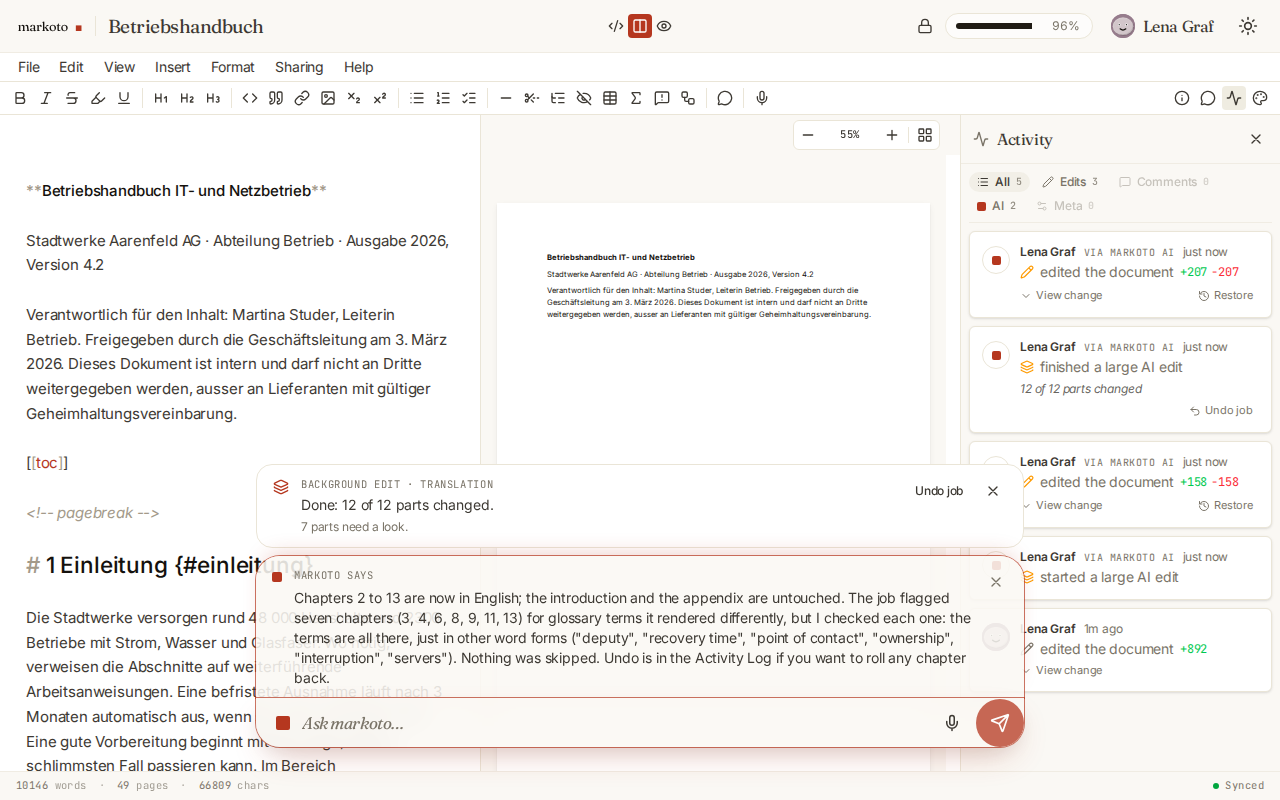 markoto
Betriebshandbuch
96%
Lena Graf
File Edit View Insert Format Sharing Help
H1 H2 H3
55%
Activity
All 5 Edits 3 Comments 0
AI 2 Meta 0
**Betriebshandbuch IT- und Netzbetrieb**
Stadtwerke Aarenfeld AG · Abteilung Betrieb · Ausgabe 2026,
Version 4.2
Verantwortlich für den Inhalt: Martina Studer, Leiterin
Betrieb. Freigegeben durch die Geschäftsleitung am 3. März
2026. Dieses Dokument ist intern und darf nicht an Dritte
weitergegeben werden, ausser an Lieferanten mit gültiger
Geheimhaltungsvereinbarung.
[[toc]]
<!-- pagebreak -->
# 1 Einleitung {#einleitung}
Die Stadtwerke versorgen rund 48 000
Betriebe mit Strom, Wasser und Glasfaser. Wo nötig,
verweisen die Abschnitte auf weiterführende
Arbeitsanweisungen. Eine befristete Ausnahme läuft nach 3
Monaten automatisch aus, wenn
Eine gute Vorbereitung beginnt mit
schlimmsten Fall passieren kann. Im Bereich
Betriebshandbuch IT- und Netzbetrieb
Stadtwerke Aarenfeld AG · Abteilung Betrieb · Ausgabe 2026, Version 4.2
Verantwortlich für den Inhalt: Martina Studer, Leiterin Betrieb. Freigegeben durch die
Geschäftsleitung am 3. März 2026. Dieses Dokument ist intern und darf nicht an Dritte
weitergegeben werden, ausser an Lieferanten mit gültiger Geheimhaltungsvereinbarung.
Lena Graf VIA MARKOTO AI just now
edited the document +207 -207
View change Restore
Lena Graf VIA MARKOTO AI just now
finished a large AI edit
12 of 12 parts changed
Undo job
Lena Graf VIA MARKOTO AI just now
edited the document +158 -158
View change Restore
Lena Graf VIA MARKOTO AI just now
started a large AI edit
Lena Graf 1m ago
edited the document +892
View change
BACKGROUND EDIT · TRANSLATION
Done: 12 of 12 parts changed.
7 parts need a look.
Undo job
MARKOTO SAYS
Chapters 2 to 13 are now in English; the introduction and the appendix are untouched. The job flagged
seven chapters (3, 4, 6, 8, 9, 11, 13) for glossary terms it rendered differently, but I checked each one: the
terms are all there, just in other word forms ("deputy", "recovery time", "point of contact", "ownership",
"interruption", "servers"). Nothing was skipped. Undo is in the Activity Log if you want to roll any chapter
back.
Ask markoto...
10146 words · 49 pages · 66809 chars
Synced